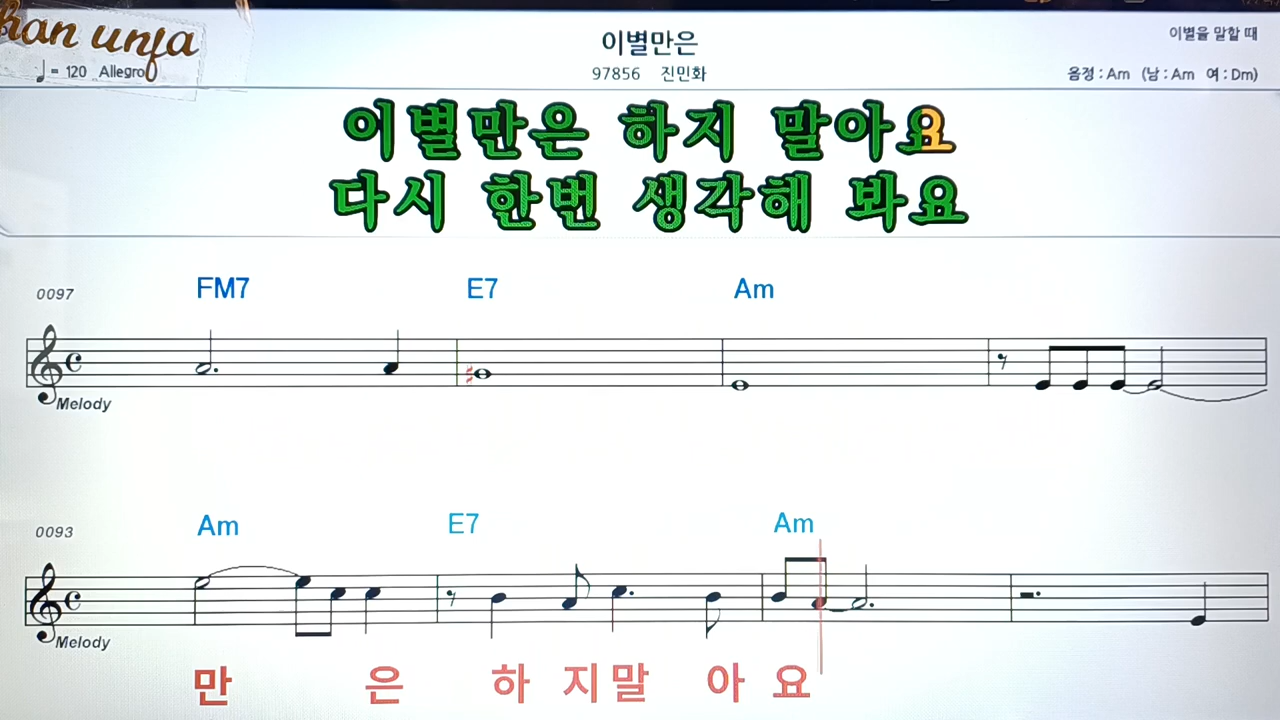 han unja
이별만은
이별을 말할 때
♩= 120 Allegro
97856 진민화
음정 : Am (남 : Am 여 : Dm)
이별만은 하지 말아요
다시 한번 생각해 봐요
0097 FM7 E7 Am
Melody
0093 Am E7 Am
Melody
만 은 하 지 말 아 요